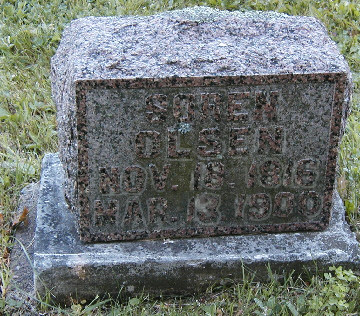 SOREN
OLSEN
NOV. 18. 1816
MAR. 13. 1900